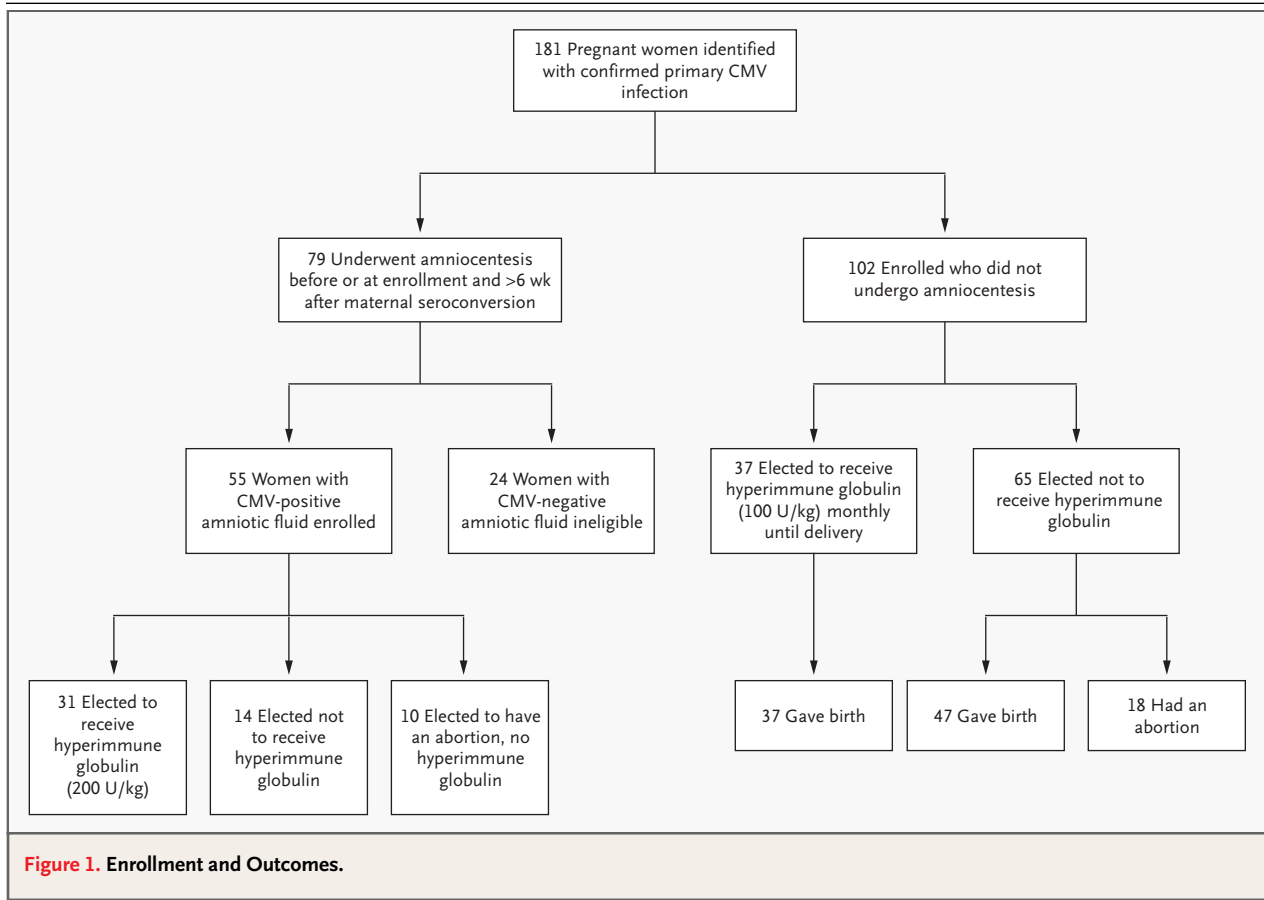 181 Pregnant women identified
with confirmed primary CMV
infection
79 Underwent amniocentesis
before or at enrollment and >6 wk
after maternal seroconversion
102 Enrolled who did not
undergo amniocentesis
55 Women with
CMV-positive
amniotic fluid enrolled
24 Women with
CMV-negative
amniotic fluid ineligible
37 Elected to receive
hyperimmune globulin
(100 U/kg) monthly
until delivery
65 Elected not to
receive hyperimmune
globulin
31 Elected to
receive
hyperimmune
globulin
(200 U/kg)
14 Elected not
to receive
hyperimmune
globulin
10 Elected to have
an abortion, no
hyperimmune
globulin
37 Gave birth
47 Gave birth
18 Had an
abortion
Figure 1. Enrollment and Outcomes.